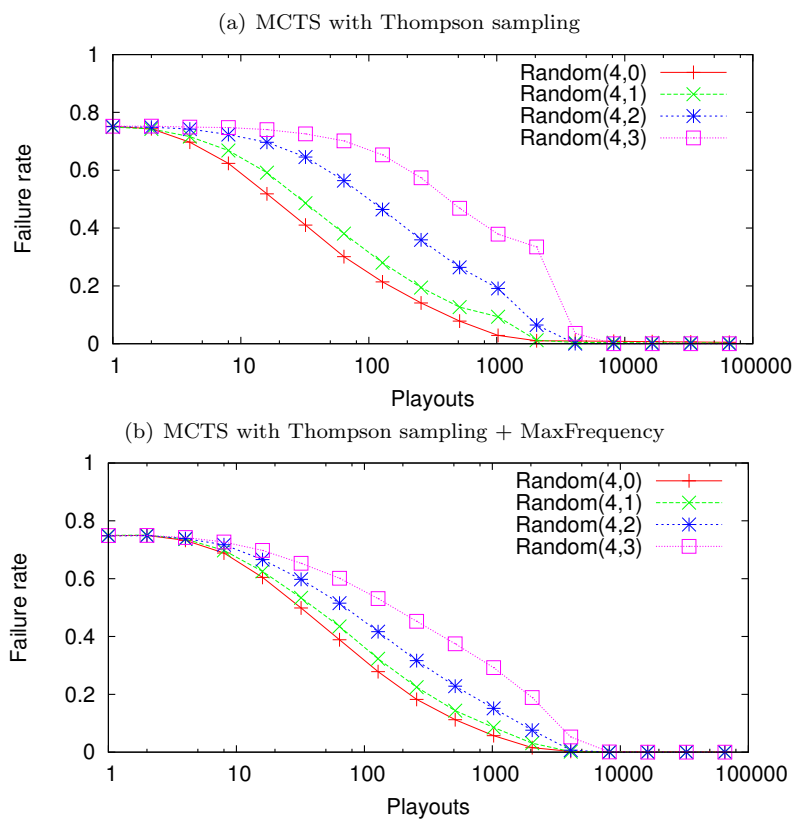 (a) MCTS with Thompson sampling
1
0.8
0.6
0.4
0.2
0
Failure rate
Random(4,0)
Random(4,1)
Random(4,2)
Random(4,3)
1 10 100 1000 10000 100000
Playouts
(b) MCTS with Thompson sampling + MaxFrequency
1
0.8
0.6
0.4
0.2
0
Failure rate
Random(4,0)
Random(4,1)
Random(4,2)
Random(4,3)
1 10 100 1000 10000 100000
Playouts